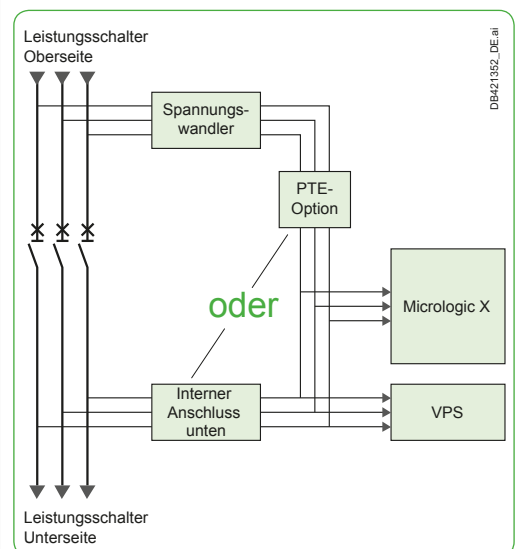 Leistungsschalter
Oberseite
DB421352_DE.ai
Spannungs-
wandler
PTE-
Option
oder
Micrologic X
Interner
Anschluss
unten
VPS
Leistungsschalter
Unterseite